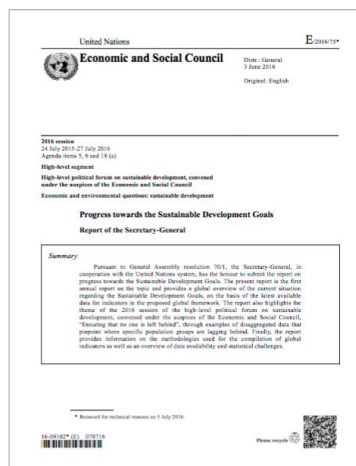 United Nations E/2016/75*
Economic and Social Council
Distr.: General
3 June 2016
Original: English
2016 session
24 July 2015-27 July 2016
Agenda items 5, 6 and 18 (a)
High-level segment
High-level political forum on sustainable development, convened
under the auspices of the Economic and Social Council
Economic and environmental questions: sustainable development
Progress towards the Sustainable Development Goals
Report of the Secretary-General
Summary
Pursuant to General Assembly resolution 70/1, the Secretary-General, in
cooperation with the United Nations system, has the honour to submit the report on
progress towards the Sustainable Development Goals. The present report is the first
annual report on the topic and provides a global overview of the current situation
regarding the Sustainable Development Goals, on the basis of the latest available
data for indicators in the proposed global framework. The report also highlights the
theme of the 2016 session of the high-level political forum on sustainable
development, convened under the auspices of the Economic and Social Council,
"Ensuring that no one is left behind", through examples of disaggregated data that
pinpoint where specific population groups are lagging behind. Finally, the report
provides information on the methodologies used for the compilation of global
indicators as well as an overview of data availability and statistical challenges.
* Reissued for technical reasons on 5 July 2016.
16-09102* (E) 070716
Please recycle